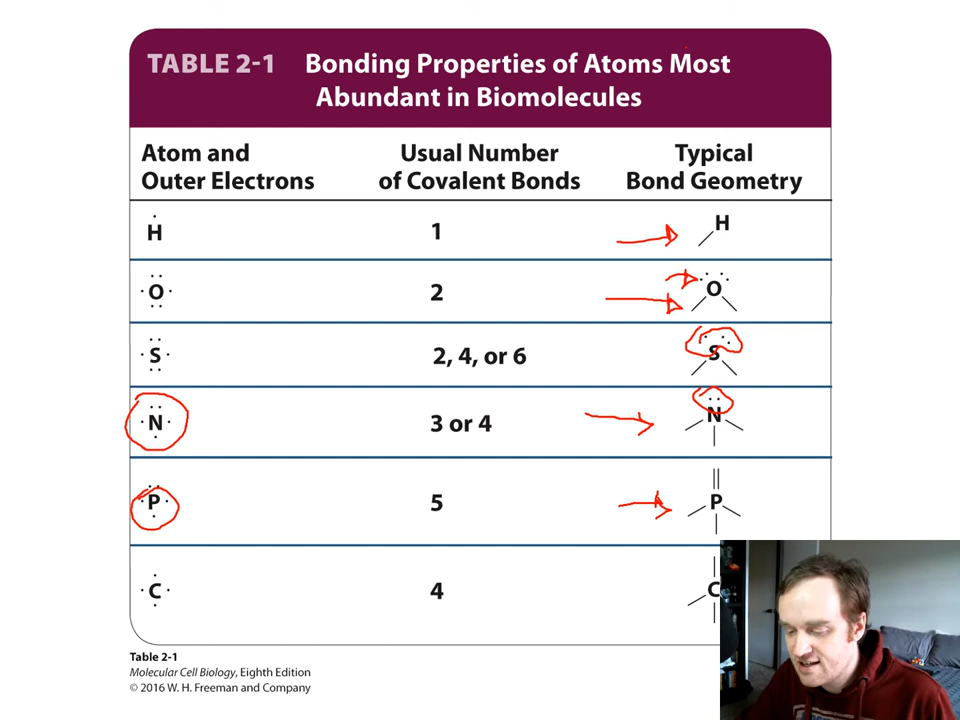 TABLE 2-1 Bonding Properties of Atoms Most
Abundant in Biomolecules
Atom and Outer Electrons
Usual Number of Covalent Bonds
Typical Bond Geometry
H 1 H
O 2 O
S 2, 4, or 6 S
N 3 or 4 N
P 5 P
C 4 C
Table 2-1
Molecular Cell Biology, Eighth Edition
© 2016 W. H. Freeman and Company